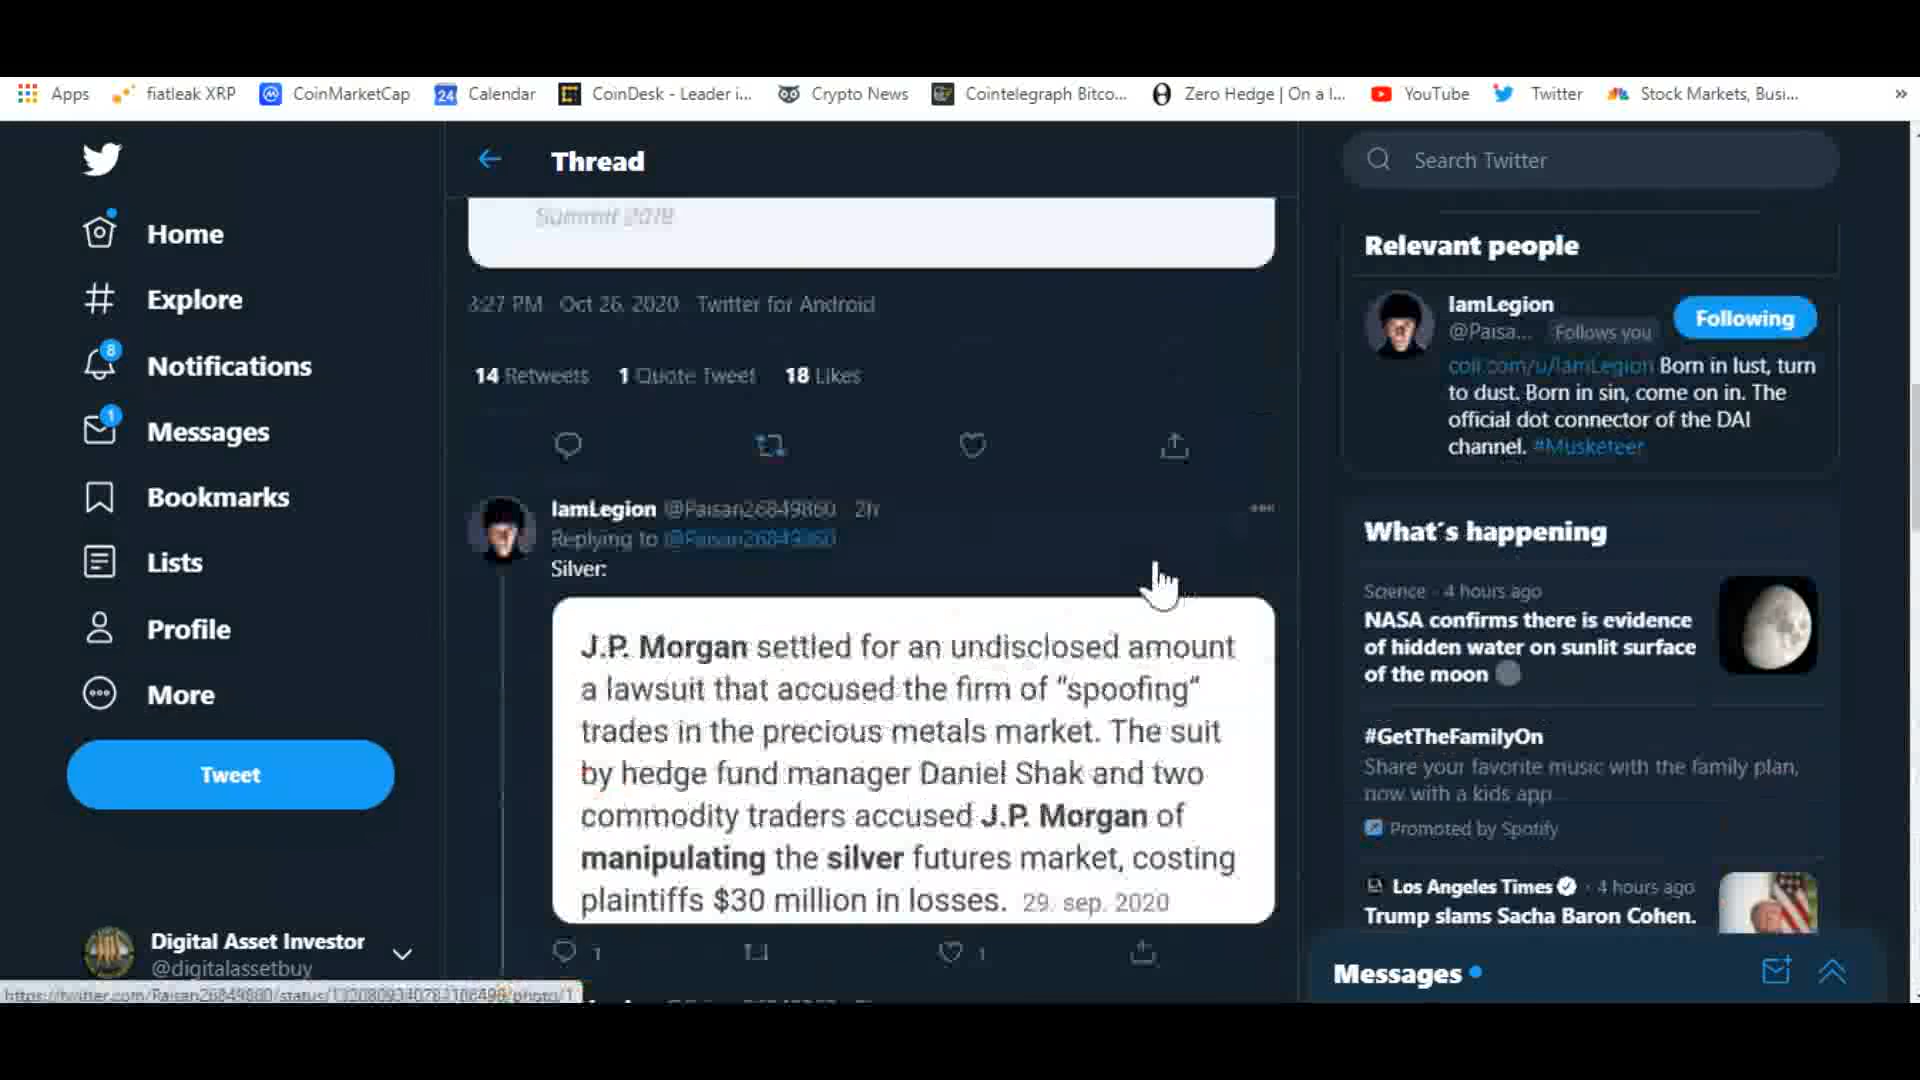 Apps fiatleak XRP CoinMarketCap 24 Calendar CoinDesk - Leader i... Crypto News Cointelegraph Bitco... Zero Hedge | On a l... YouTube Twitter Stock Markets, Busi... »
Thread
Search Twitter
Summit 2018
Home
Explore
8
Notifications
1
Messages
Bookmarks
Lists
Profile
More
Tweet
Digital Asset Investor
@digitalassetbuy
3:27 PM Oct 26, 2020 Twitter for Android
14 Retweets 1 Quote Tweet 18 Likes
IamLegion @Paisan26849860 2h
Replying to @Paisan26849860
Silver:
J.P. Morgan settled for an undisclosed amount
a lawsuit that accused the firm of "spoofing"
trades in the precious metals market. The suit
by hedge fund manager Daniel Shak and two
commodity traders accused J.P. Morgan of
manipulating the silver futures market, costing
plaintiffs $30 million in losses. 29. sep. 2020
1 1
Relevant people
IamLegion
@Paisa... Follows you
Following
coil.com/u/IamLegion Born in lust, turn
to dust. Born in sin, come on in. The
official dot connector of the DAI
channel. #Musketeer
What's happening
Science · 4 hours ago
NASA confirms there is evidence
of hidden water on sunlit surface
of the moon
#GetTheFamilyOn
Share your favorite music with the family plan,
now with a kids app
Promoted by Spotify
Los Angeles Times · 4 hours ago
Trump slams Sacha Baron Cohen.
Messages